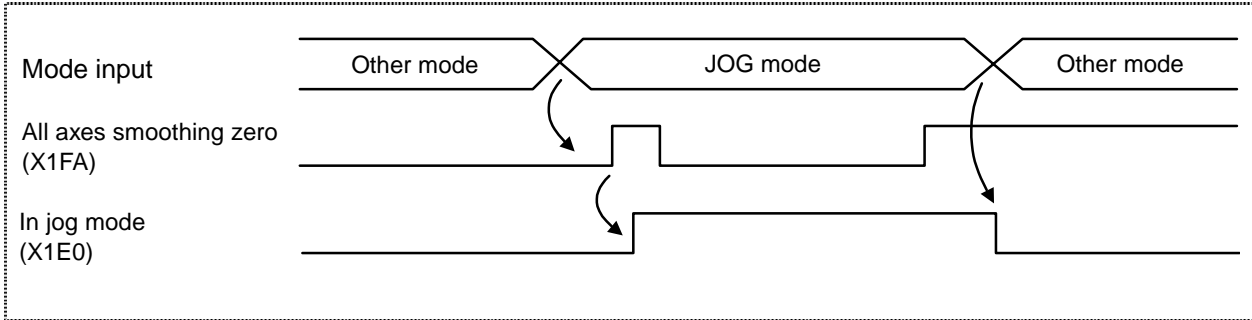 Mode input
Other mode
JOG mode
Other mode
All axes smoothing zero
(X1FA)
In jog mode
(X1E0)